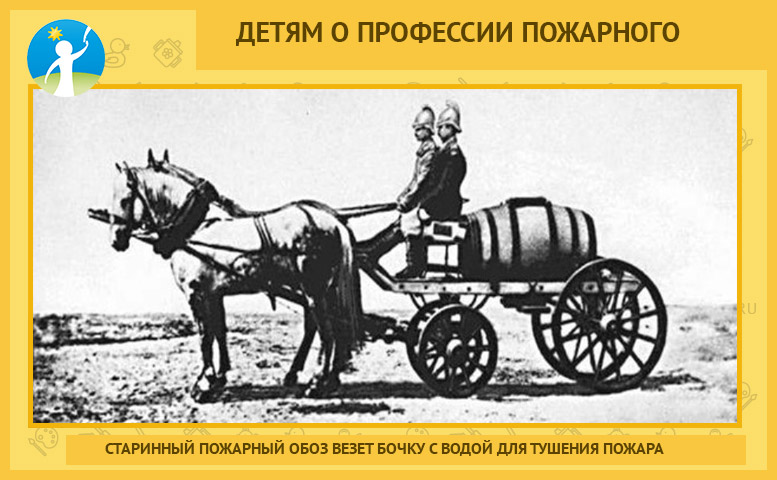 ДЕТЯМ О ПРОФЕССИИ ПОЖАРНОГО
СТАРИННЫЙ ПОЖАРНЫЙ ОБОЗ ВЕЗЕТ БОЧКУ С ВОДОЙ ДЛЯ ТУШЕНИЯ ПОЖАРА